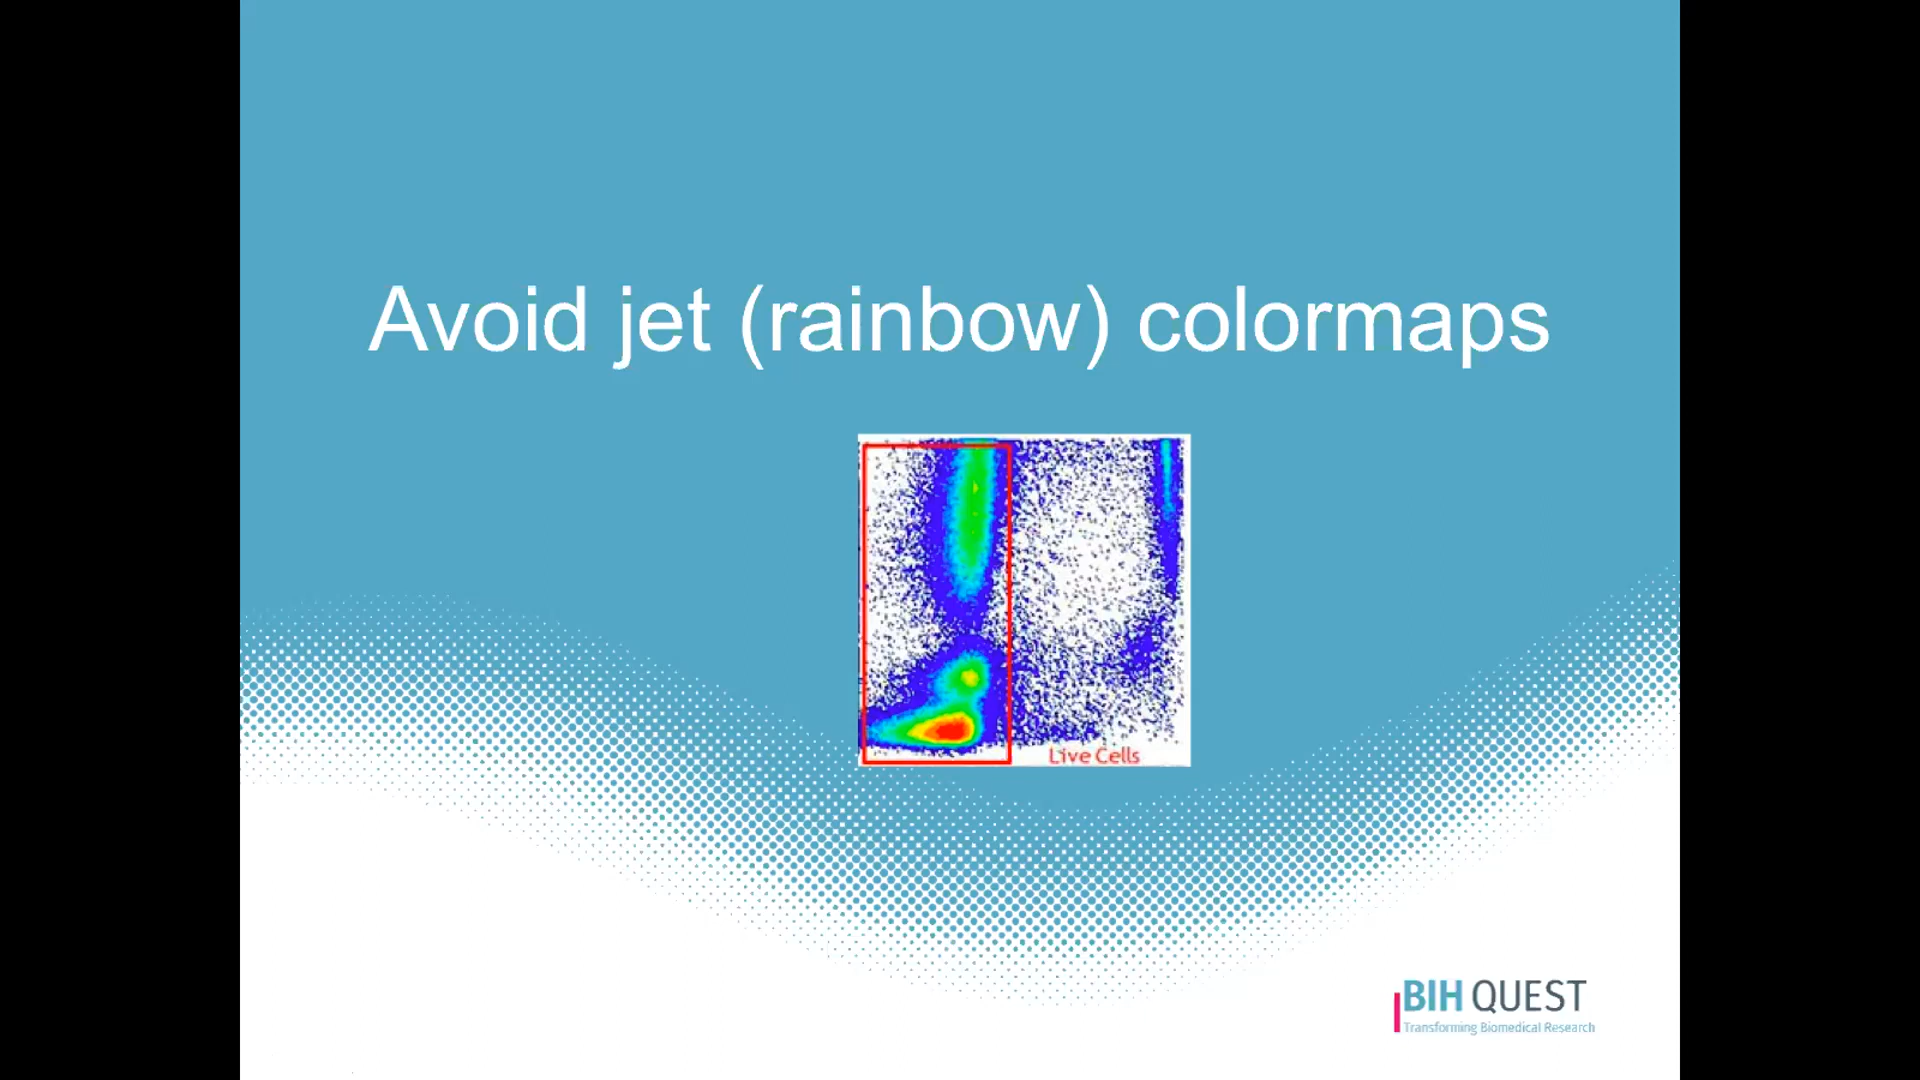 Avoid jet (rainbow) colormaps
Live Cells
BIH QUEST
Transforming Biomedical Research